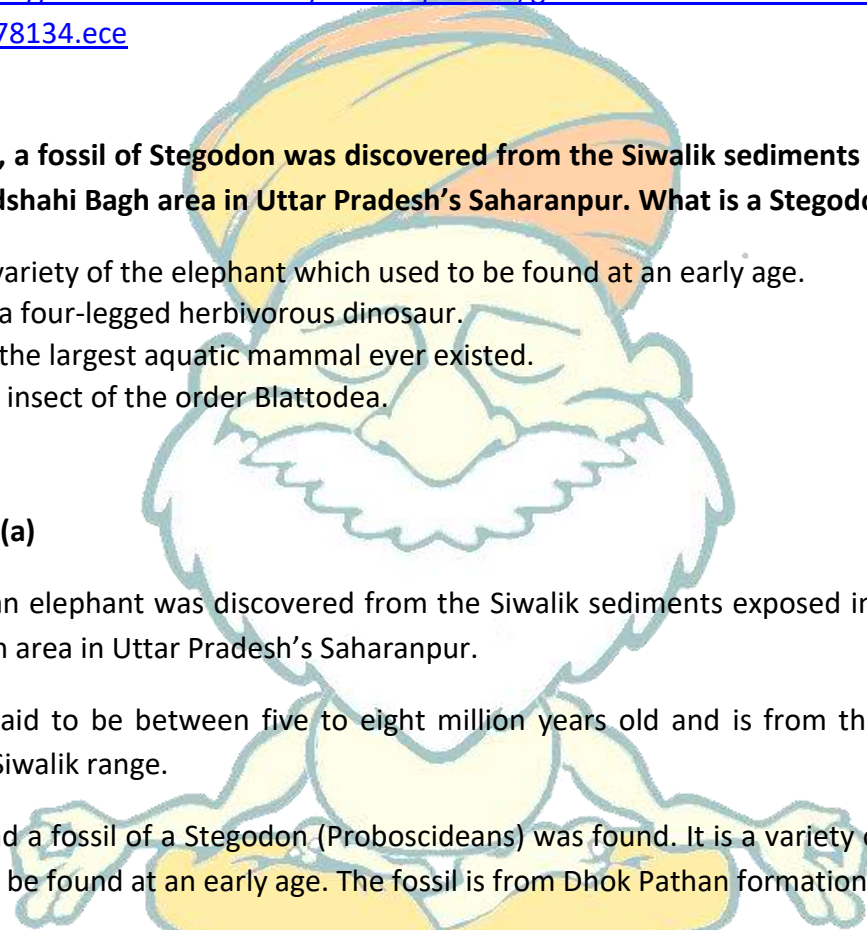 78134.ece
, a fossil of Stegodon was discovered from the Siwalik sediments
dshahi Bagh area in Uttar Pradesh’s Saharanpur. What is a Stegodo
variety of the elephant which used to be found at an early age.
a four-legged herbivorous dinosaur.
the largest aquatic mammal ever existed.
insect of the order Blattodea.
(a)
an elephant was discovered from the Siwalik sediments exposed in
area in Uttar Pradesh’s Saharanpur.
aid to be between five to eight million years old and is from th
Siwalik range.
d a fossil of a Stegodon (Proboscideans) was found. It is a variety
be found at an early age. The fossil is from Dhok Pathan formation